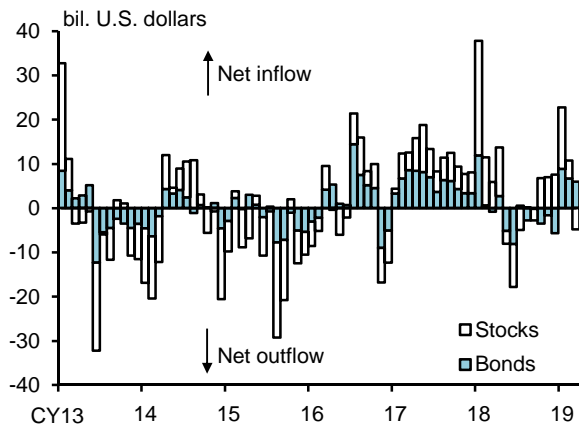 bil. U.S. dollars
40
30
20
10
0
-10
-20
-30
-40
Net inflow
Net outflow
Stocks
Bonds
CY13 14 15 16 17 18 19